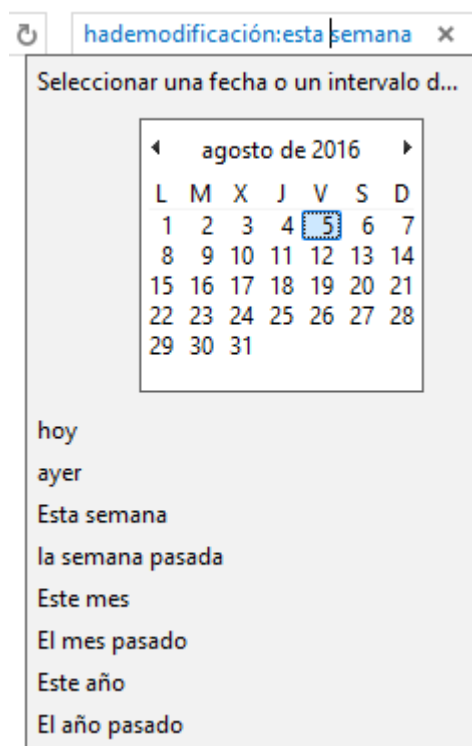 hademodificación:esta semana
Seleccionar una fecha o un intervalo d...
agosto de 2016
L M X J V S D
1 2 3 4 5 6 7
8 9 10 11 12 13 14
15 16 17 18 19 20 21
22 23 24 25 26 27 28
29 30 31
hoy
ayer
Esta semana
la semana pasada
Este mes
El mes pasado
Este año
El año pasado